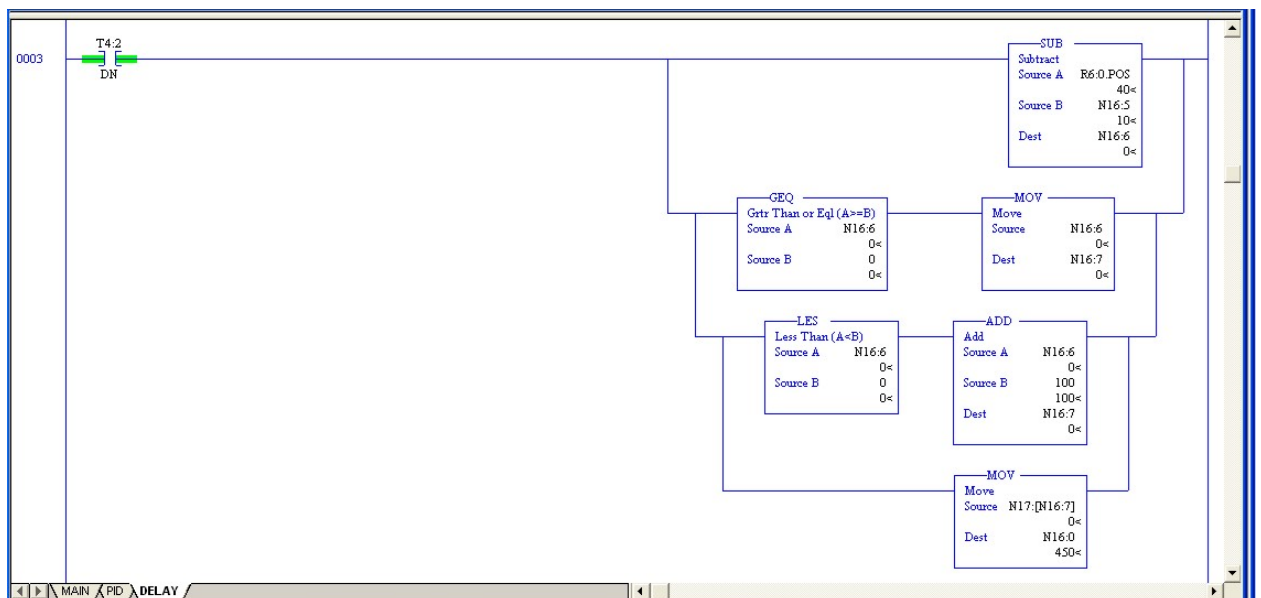 0003
T4:2
DN
SUB
Subtract
Source A R6:0.POS
40<
Source B N16:5
10<
Dest N16:6
0<
GEQ
Grtr Than or Eql (A>=B)
Source A N16:6
0<
Source B 0
0<
MOV
Move
Source N16:6
0<
Dest N16:7
0<
LES
Less Than (A<B)
Source A N16:6
0<
Source B 0
0<
ADD
Add
Source A N16:6
0<
Source B 100
100<
Dest N16:7
0<
MOV
Move
Source N17:[N16:7]
0<
Dest N16:0
450<
MAIN PID DELAY